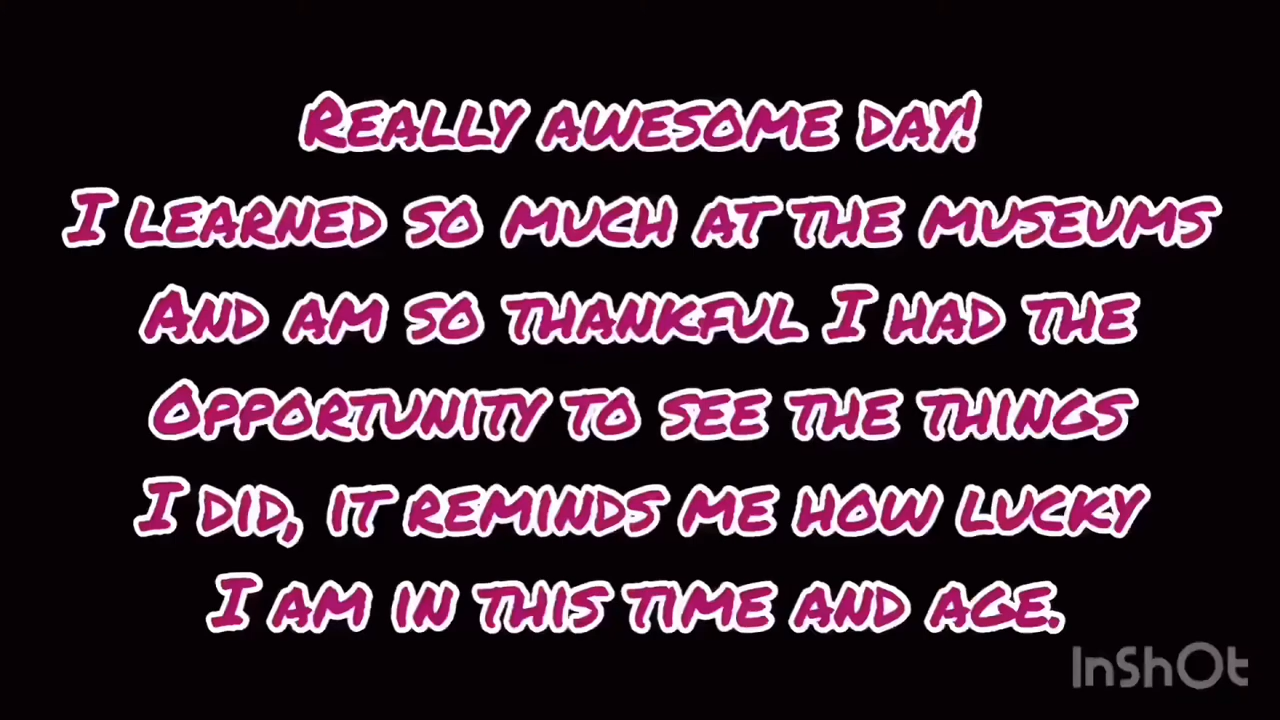 Really awesome day!
I learned so much at the museums
And am so thankful I had the
Opportunity to see the things
I did, it reminds me how lucky
I am in this time and age.
InShOt